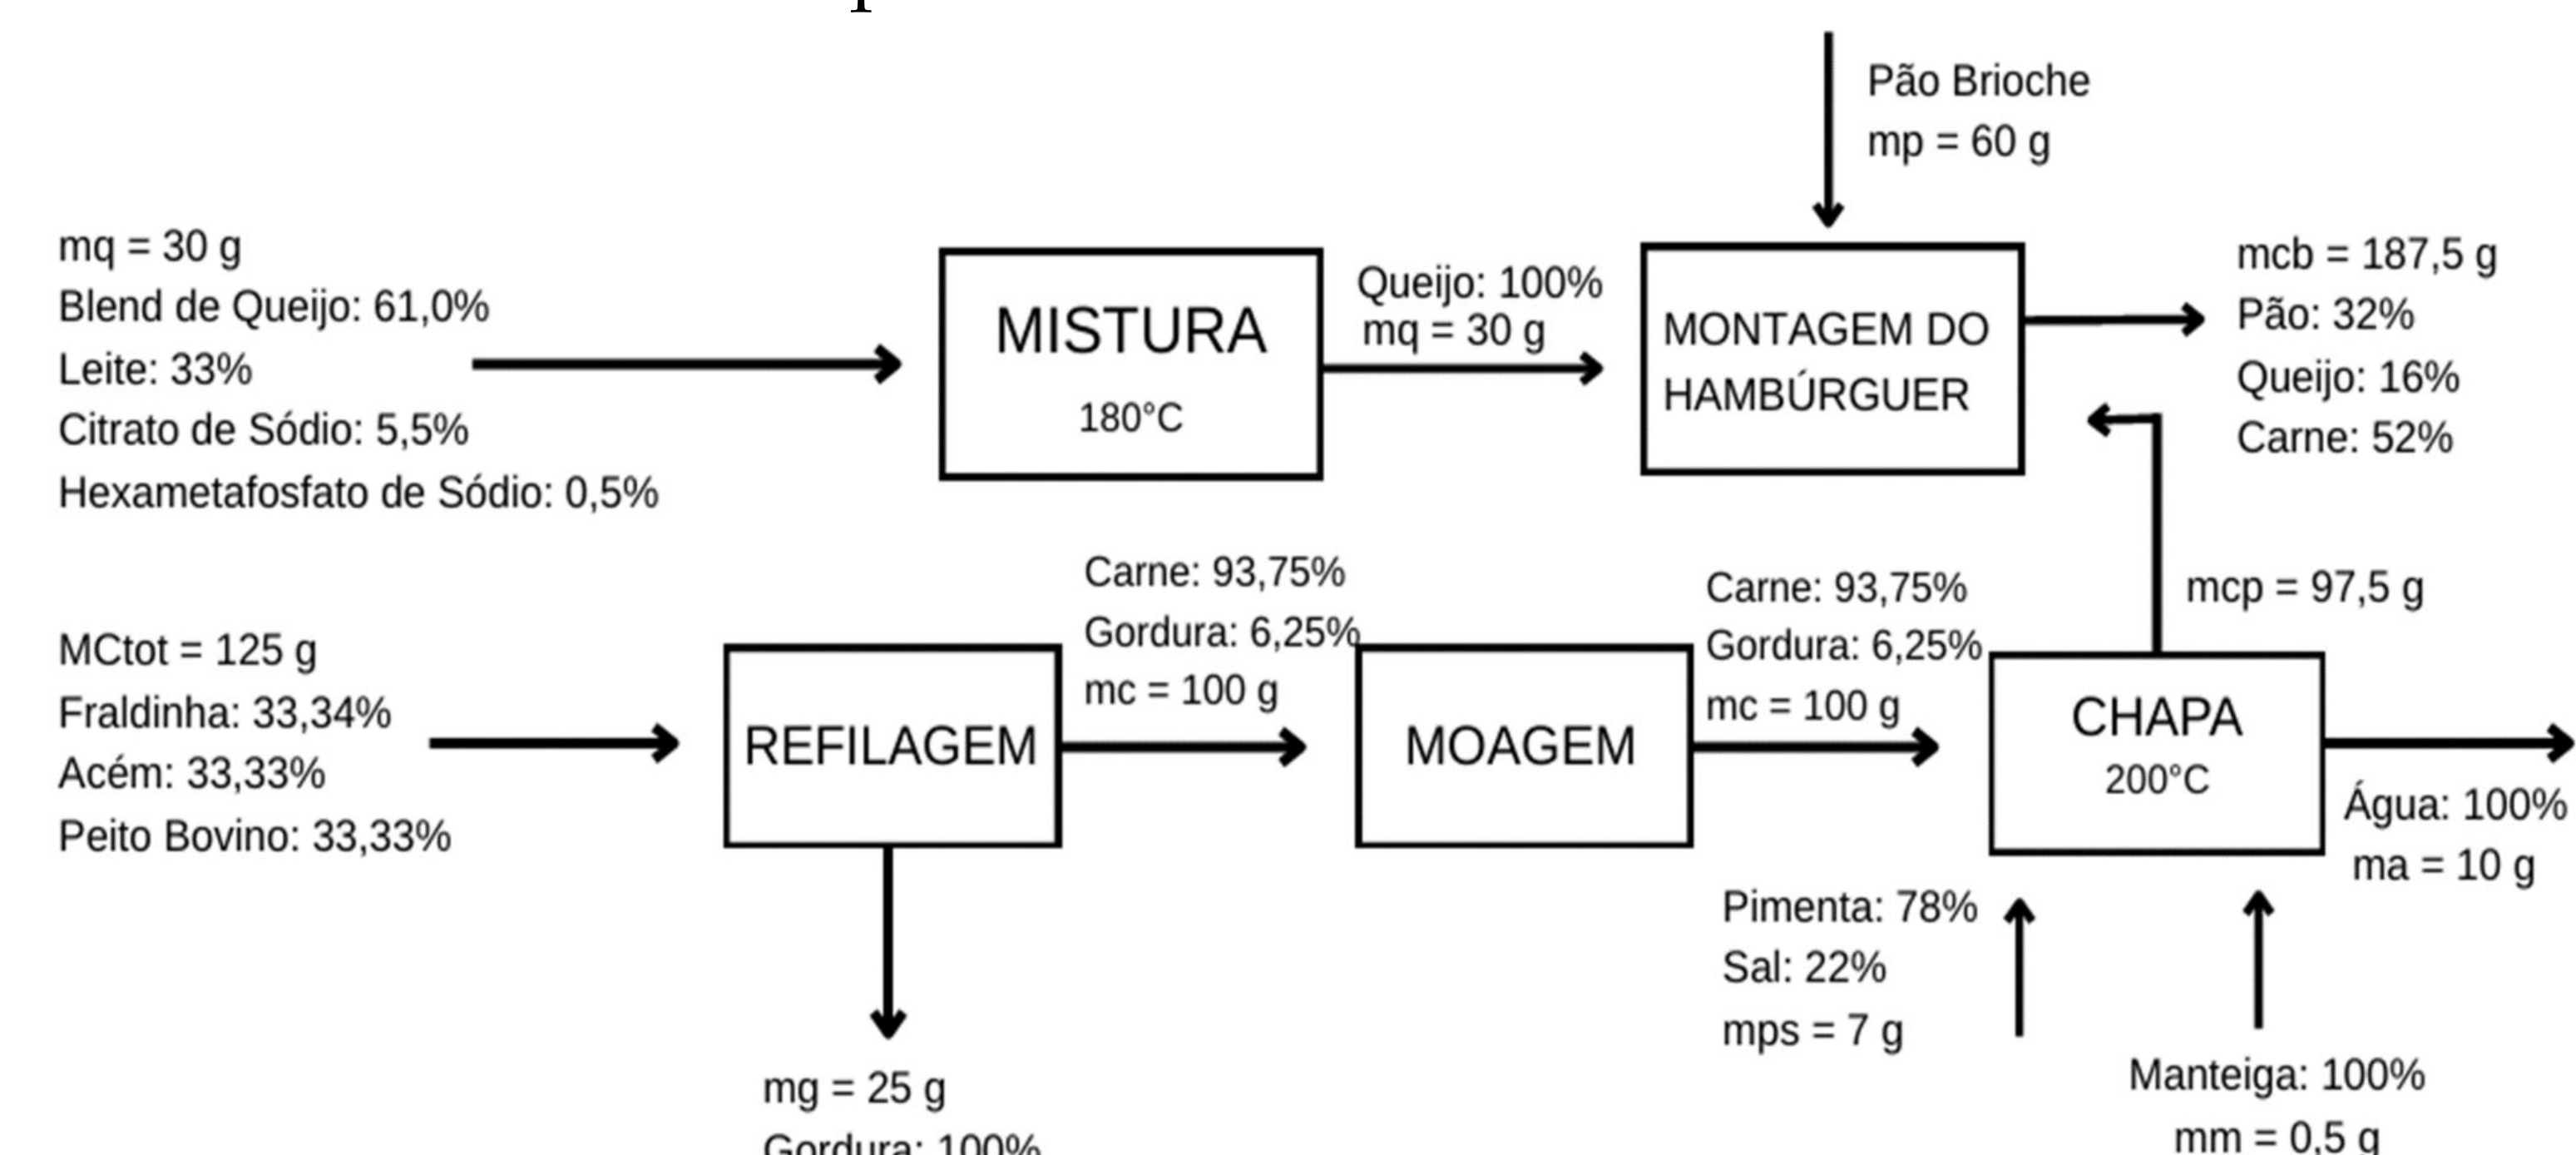 Pão Brioche
mp = 60 g
mq = 30 g
Blend de Queijo: 61,0%
Leite: 33%
Citrato de Sódio: 5,5%
Hexametafosfato de Sódio: 0,5%
MISTURA
180°C
Queijo: 100%
mq = 30 g
MONTAGEM DO
HAMBÚRGUER
mcb = 187,5 g
Pão: 32%
Queijo: 16%
Carne: 52%
MCtot = 125 g
Fraldinha: 33,34%
Acém: 33,33%
Peito Bovino: 33,33%
REFILAGEM
Carne: 93,75%
Gordura: 6,25%
mc = 100 g
MOAGEM
Carne: 93,75%
Gordura: 6,25%
mc = 100 g
mcp = 97,5 g
CHAPA
200°C
Água: 100%
ma = 10 g
Pimenta: 78%
Sal: 22%
mps = 7 g
Manteiga: 100%
mm = 0,5 g
mg = 25 g
Gordura: 100%